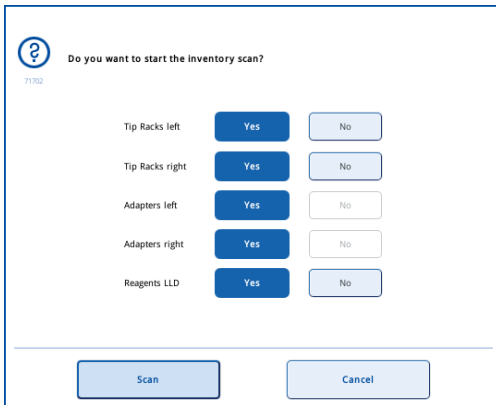 Do you want to start the inventory scan?
71702
Tip Racks left Yes No
Tip Racks right Yes No
Adapters left Yes No
Adapters right Yes No
Reagents LLD Yes No
Scan Cancel